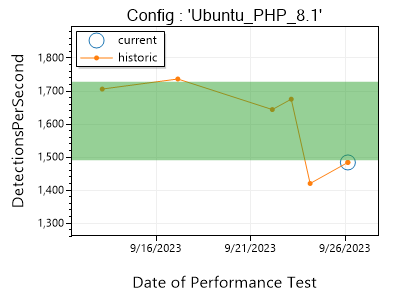 Config : 'Ubuntu_PHP_8.1'
current
historic
DetectionsPerSecond
1,800
1,700
1,600
1,500
1,400
1,300
9/16/2023
9/21/2023
9/26/2023
Date of Performance Test